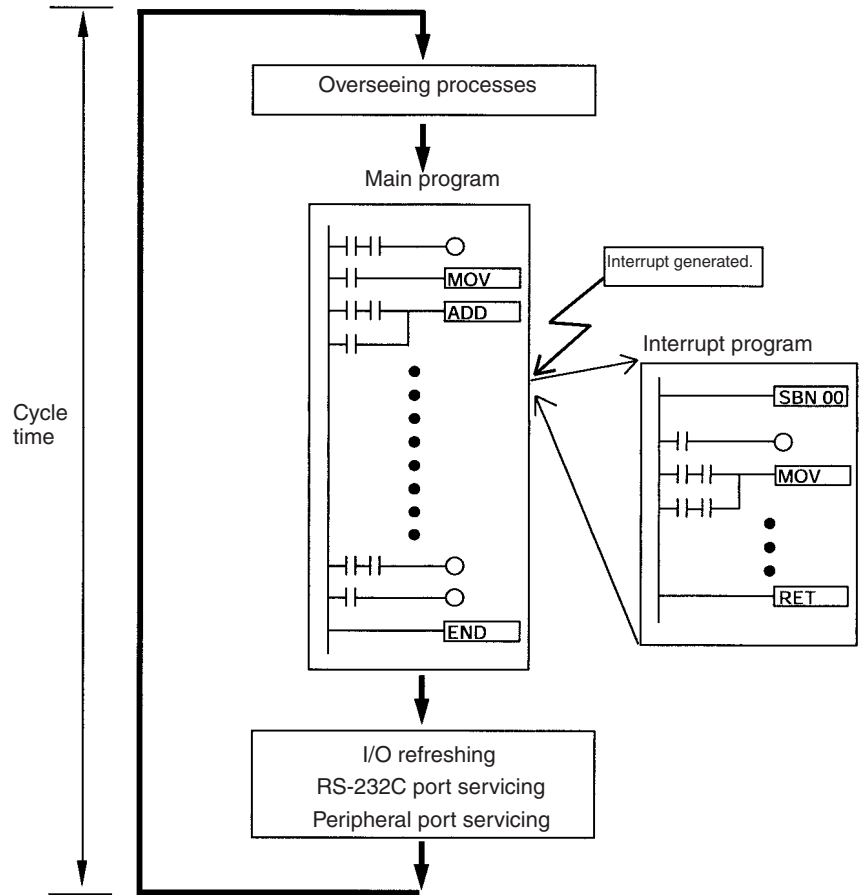 Overseeing processes
Main program
MOV
ADD
END
Interrupt generated.
Interrupt program
SBN 00
MOV
RET
Cycle
time
I/O refreshing
RS-232C port servicing
Peripheral port servicing